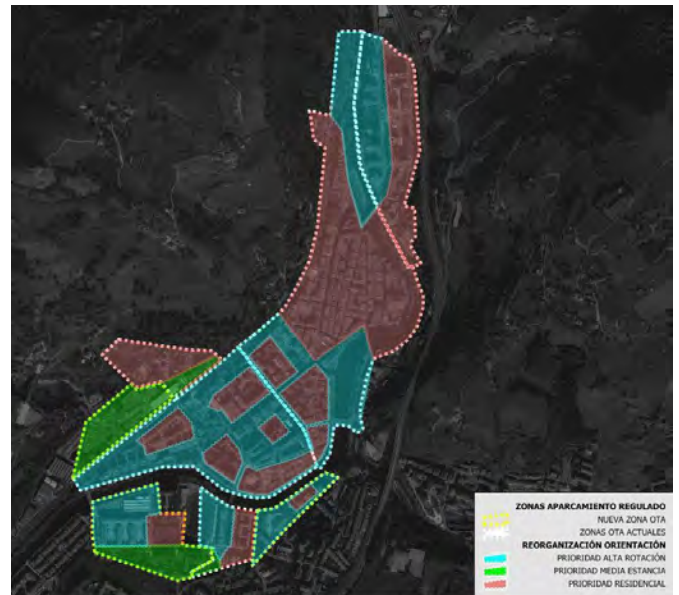 ZONAS APARCAMIENTO REGULADO
NUEVA ZONA OTA
ZONAS OTA ACTUALES
REORGANIZACIÓN ORIENTACIÓN
PRIORIDAD ALTA ROTACIÓN
PRIORIDAD MEDIA ESTANCIA
PRIORIDAD RESIDENCIAL